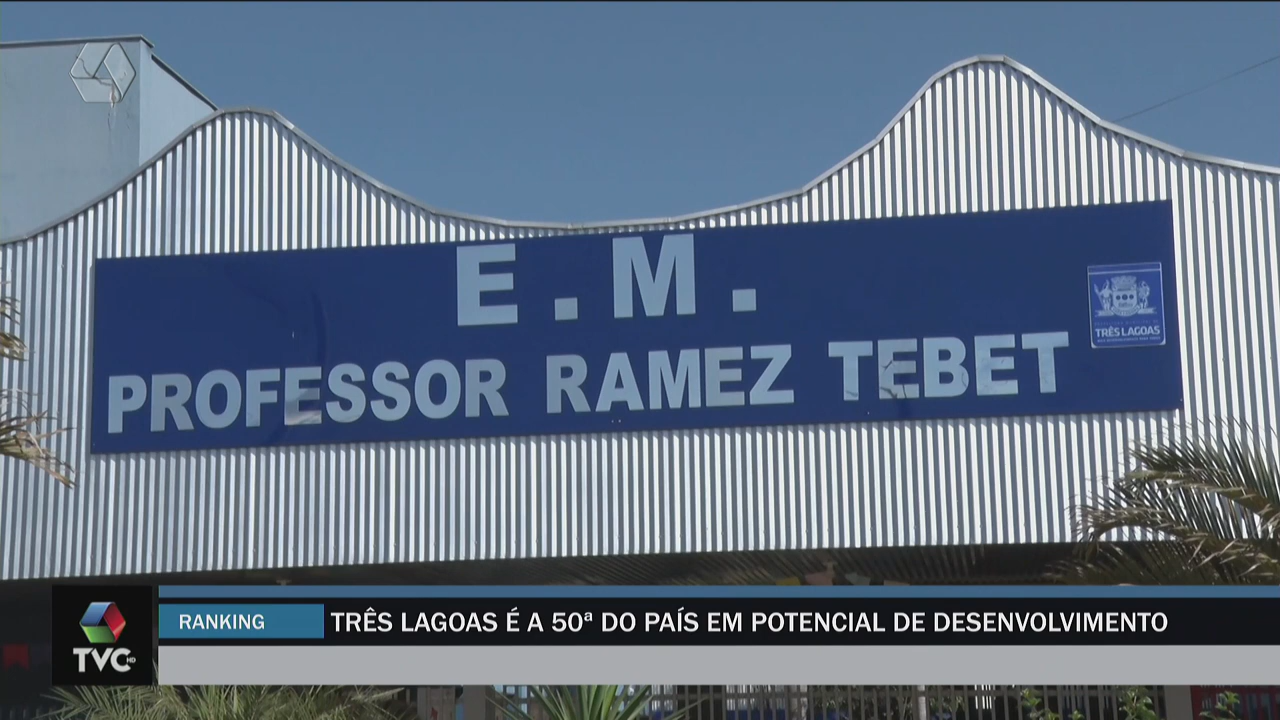 E. M.
PROFESSOR RAMEZ TEBET
TRÊS LAGOAS
RANKING
TRÊS LAGOAS É A 50ª DO PAÍS EM POTENCIAL DE DESENVOLVIMENTO
TVC HD